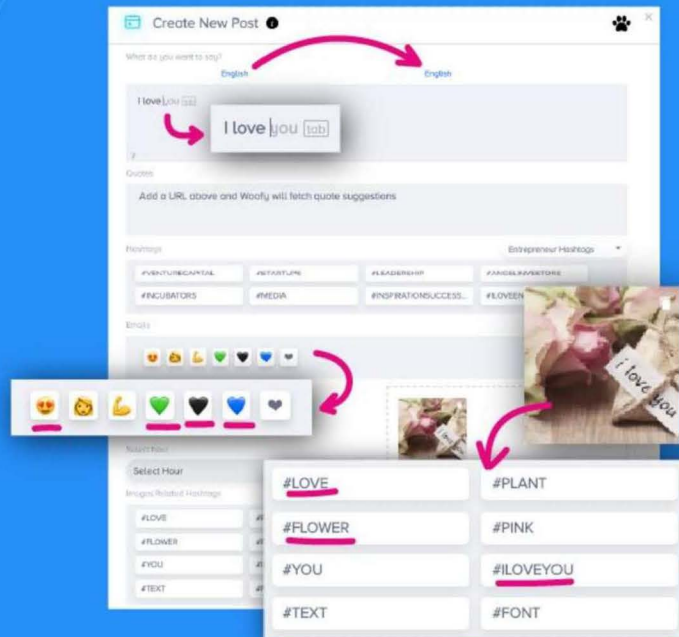 Create New Post
What do you want to say?
English English
I love you tab
I love you tab
Quotes
Add a URL above and Woofy will fetch quote suggestions
Hashtags Entrepreneur Hashtags
#VENTURECAPITAL #STARTUPS #LEADERSHIP #ANGELINVESTORS
#INCUBATORS #MEDIA #INSPIRATIONSUCCESS...
Emojis
i love you
Select Hour
Select Hour
Images Related Hashtags
#LOVE
#FLOWER
#YOU
#TEXT
#LOVE #PLANT
#FLOWER #PINK
#YOU #ILOVEYOU
#TEXT #FONT